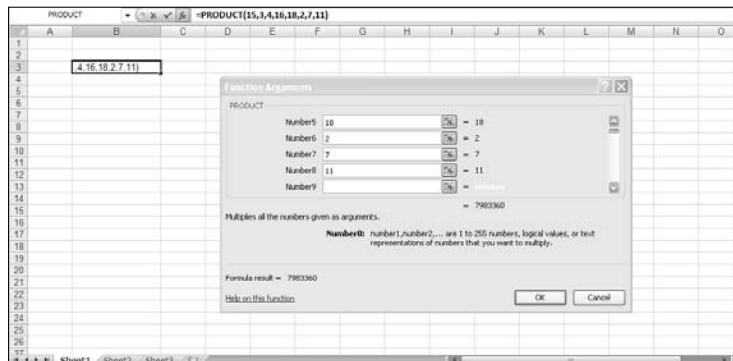 PRODUCT =PRODUCT(15,3,4,16,18,2,7,11)
A B C D E F G H I J K L M N O
1
2
3 ,4,16,18,2,7,11)
4
5
6
7
8
9
10
11
12
13
14
15
16
17
18
19
20
21
22
23
24
25
26
27
Function Arguments
PRODUCT
Number5 18 = 18
Number6 2 = 2
Number7 7 = 7
Number8 11 = 11
Number9 =
= 7983360
Multiplies all the numbers given as arguments.
number1,number2,... are 1 to 255 numbers, logical values, or text
representations of numbers that you want to multiply.
Formula result = 7983360
Help on this function
OK Cancel
Sheet1 Sheet2 Sheet3